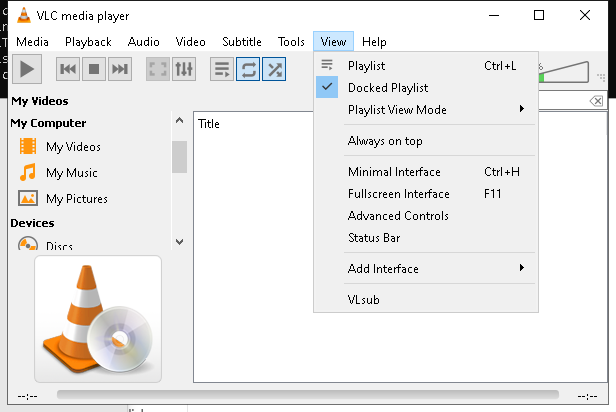 VLC media player
Media Playback Audio Video Subtitle Tools View Help
%
My Videos
My Computer
My Videos
My Music
My Pictures
Devices
Discs
Title
Playlist Ctrl+L
Docked Playlist
Playlist View Mode
Always on top
Minimal Interface Ctrl+H
Fullscreen Interface F11
Advanced Controls
Status Bar
Add Interface
VLsub
--:-- --:--